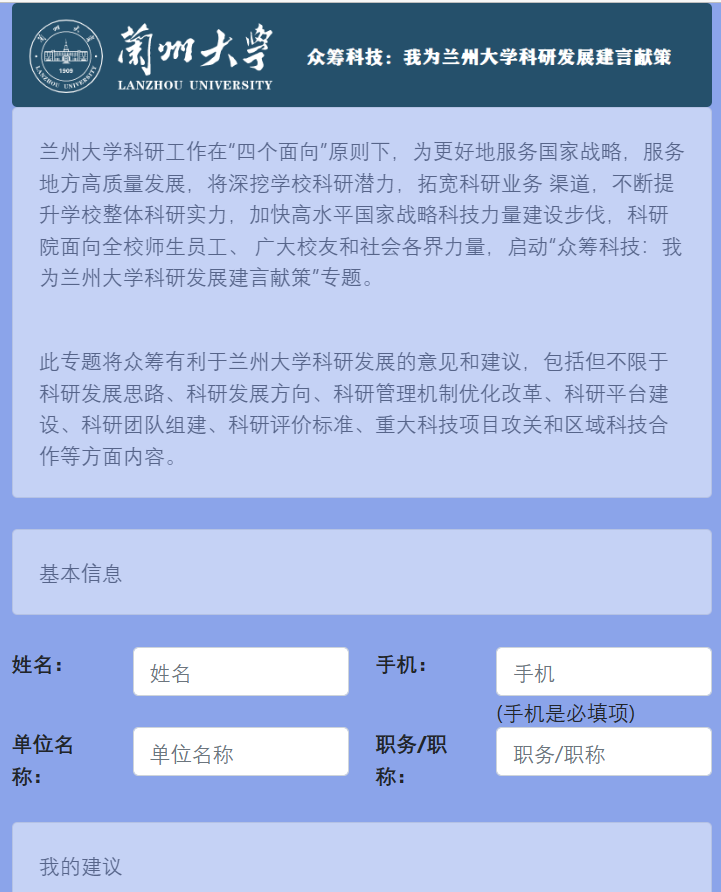 兰州大学
LANZHOU UNIVERSITY
1909
LANZHOU UNIVERSITY
众筹科技：我为兰州大学科研发展建言献策
兰州大学科研工作在“四个面向”原则下，为更好地服务国家战略，服务
地方高质量发展，将深挖学校科研潜力，拓宽科研业务 渠道，不断提
升学校整体科研实力，加快高水平国家战略科技力量建设步伐，科研
院面向全校师生员工、 广大校友和社会各界力量，启动“众筹科技：我
为兰州大学科研发展建言献策”专题。
此专题将众筹有利于兰州大学科研发展的意见和建议，包括但不限于
科研发展思路、科研发展方向、科研管理机制优化改革、科研平台建
设、科研团队组建、科研评价标准、重大科技项目攻关和区域科技合
作等方面内容。
基本信息
姓名： 姓名 手机： 手机
(手机是必填项)
单位名 单位名称 职务/职 职务/职称
称： 称：
我的建议